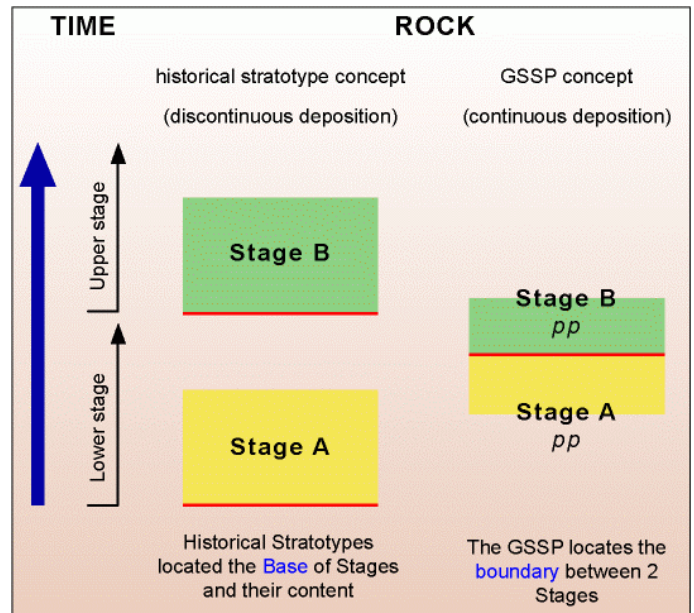 TIME
ROCK
historical stratotype concept
(discontinuous deposition)
GSSP concept
(continuous deposition)
Upper stage
Lower stage
Stage B
Stage A
Stage B
pp
Stage A
pp
Historical Stratotypes
located the Base of Stages
and their content
The GSSP locates the
boundary between 2
Stages